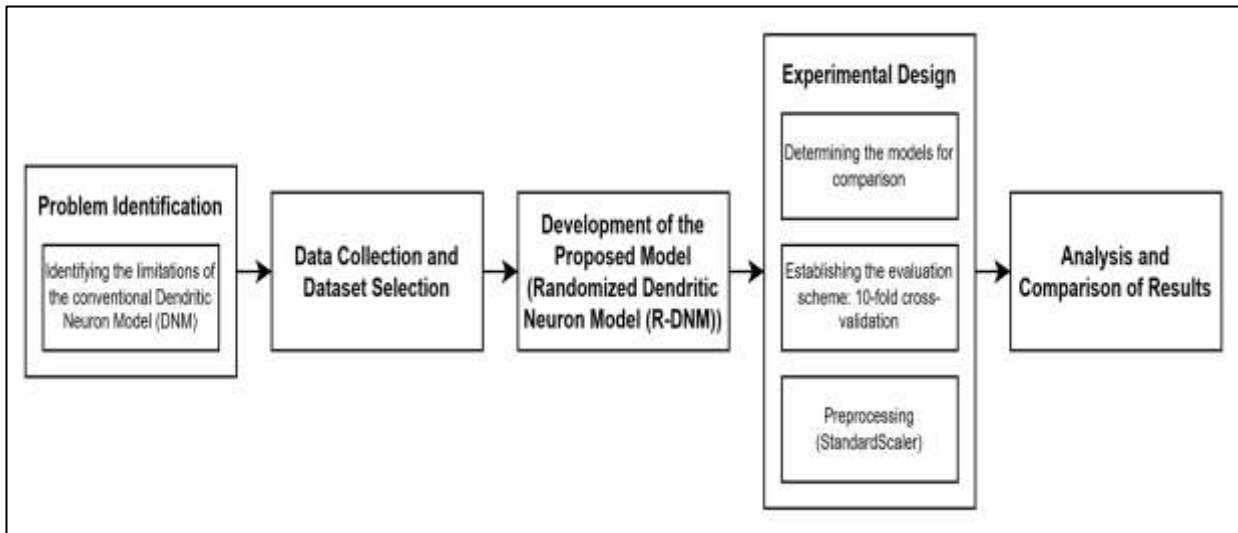 Problem Identification
Identifying the limitations of
the conventional Dendritic
Neuron Model (DNM)
Data Collection and
Dataset Selection
Development of the
Proposed Model
(Randomized Dendritic
Neuron Model (R-DNM))
Experimental Design
Determining the models for
comparison
Establishing the evaluation
scheme: 10-fold cross-
validation
Preprocessing
(StandardScaler)
Analysis and
Comparison of Results